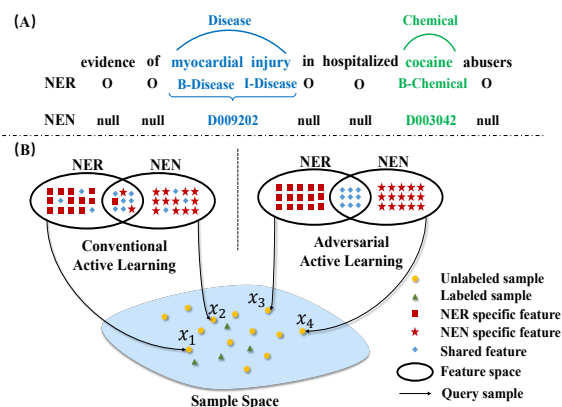 (A)
Disease Chemical
evidence of myocardial injury in hospitalized cocaine abusers
NER O O B-Disease I-Disease O O B-Chemical O
NEN null null D009202 null null D003042 null
(B)
NER NEN NER NEN
Conventional Active Learning
Adversarial Active Learning
x1
x2
x3
x4
Sample Space
Unlabeled sample
Labeled sample
NER specific feature
NEN specific feature
Shared feature
Feature space
Query sample